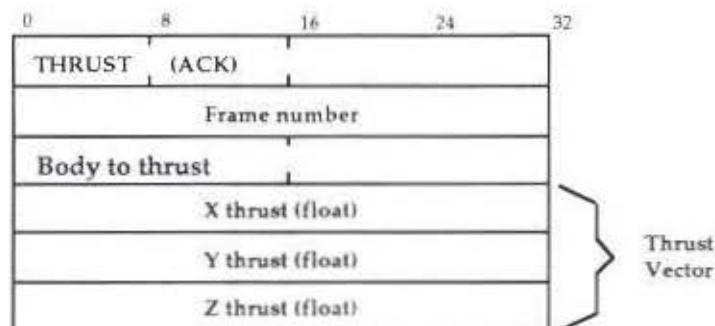 0 8 16 24 32
THRUST (ACK)
Frame number
Body to thrust
X thrust (float)
Y thrust (float)
Z thrust (float)
Thrust
Vector